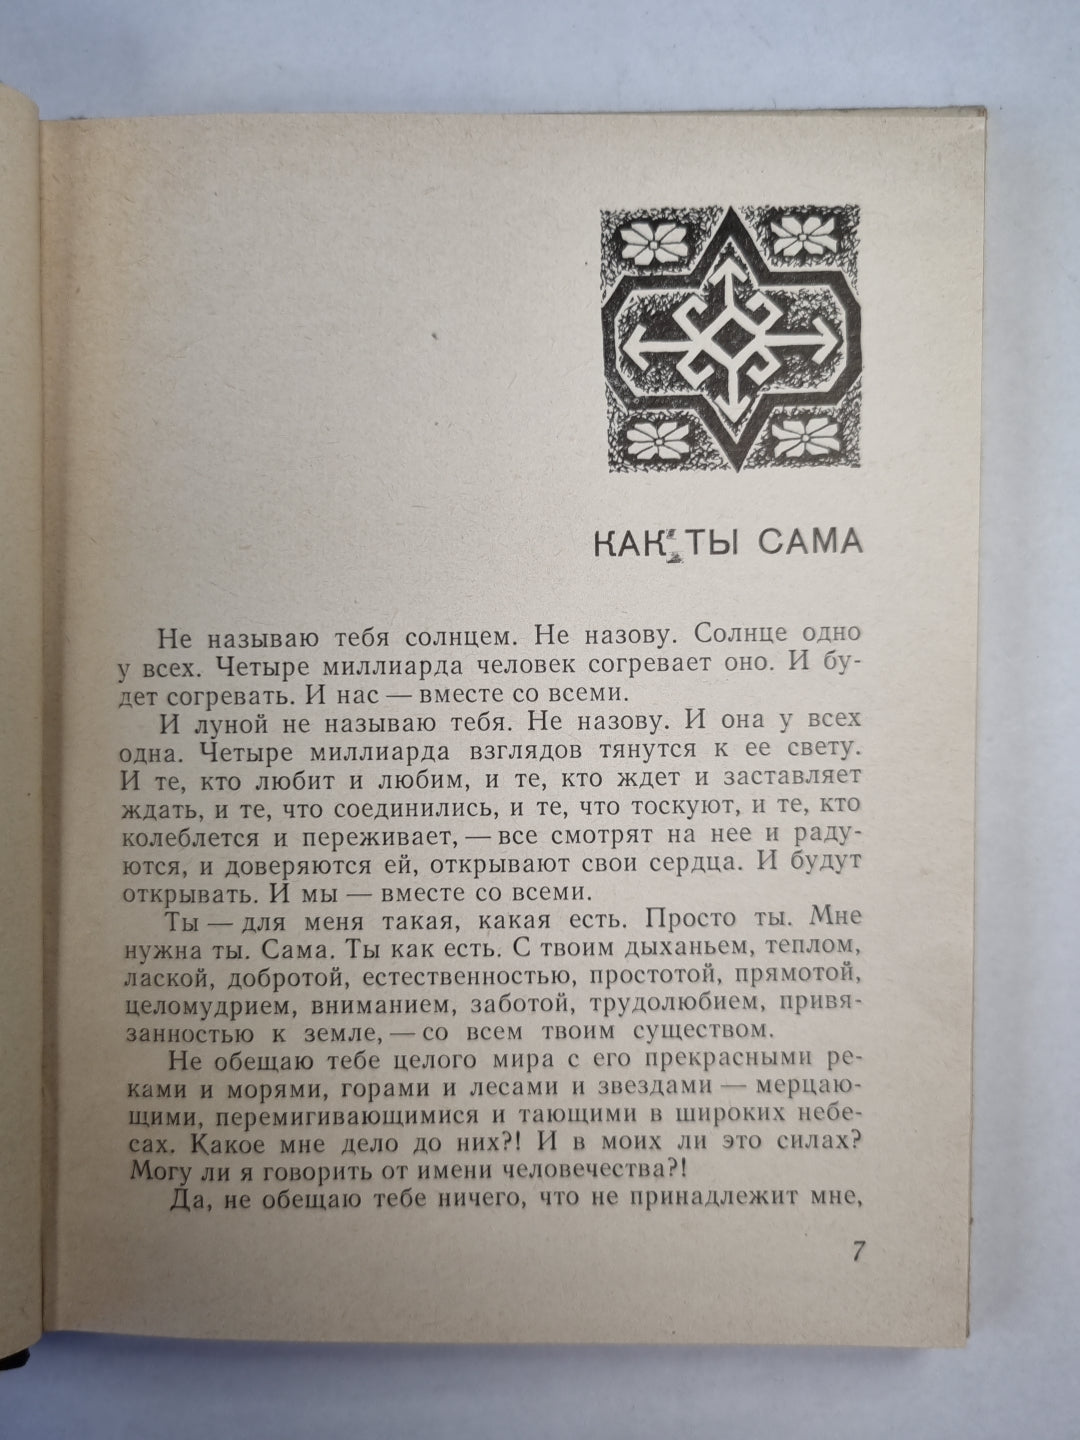 КАК ТЫ САМА
Не называю тебя солнцем. Не назову. Солнце одно
у всех. Четыре миллиарда человек согревает оно. И бу-
дет согревать. И нас — вместе со всеми.
И луной не называю тебя. Не назову. И она у всех
одна. Четыре миллиарда взглядов тянутся к ее свету.
И те, кто любит и любим, и те, кто ждет и заставляет
ждать, и те, что соединились, и те, что тоскуют, и те, кто
колеблется и переживает, — все смотрят на нее и раду-
ются, и доверяются ей, открывают свои сердца. И будут
открывать. И мы — вместе со всеми.
Ты — для меня такая, какая есть. Просто ты. Мне
нужна ты. Сама. Ты как есть. С твоим дыханьем, теплом,
лаской, добротой, естественностью, простотой, прямотой,
целомудрием, вниманием, заботой, трудолюбием, привя-
занностью к земле, — со всем твоим существом.
Не обещаю тебе целого мира с его прекрасными ре-
ками и морями, горами и лесами и звездами — мерцаю-
щими, перемигивающимися и тающими в широких небе-
сах. Какое мне дело до них?! И в моих ли это силах?
Могу ли я говорить от имени человечества?!
Да, не обещаю тебе ничего, что не принадлежит мне,
7